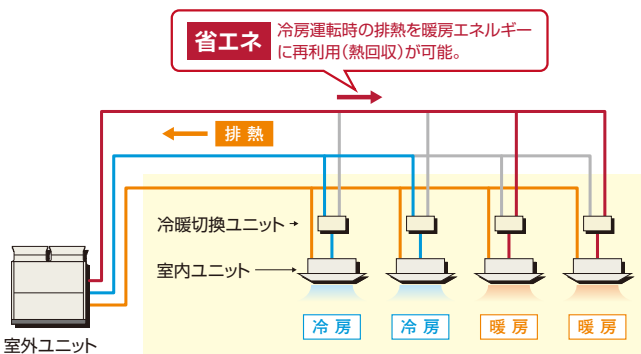 省エネ
冷房運転時の排熱を暖房エネルギー
に再利用(熱回収)が可能。
排熱
冷暖切換ユニット
室内ユニット
室外ユニット
冷房
冷房
暖房
暖房